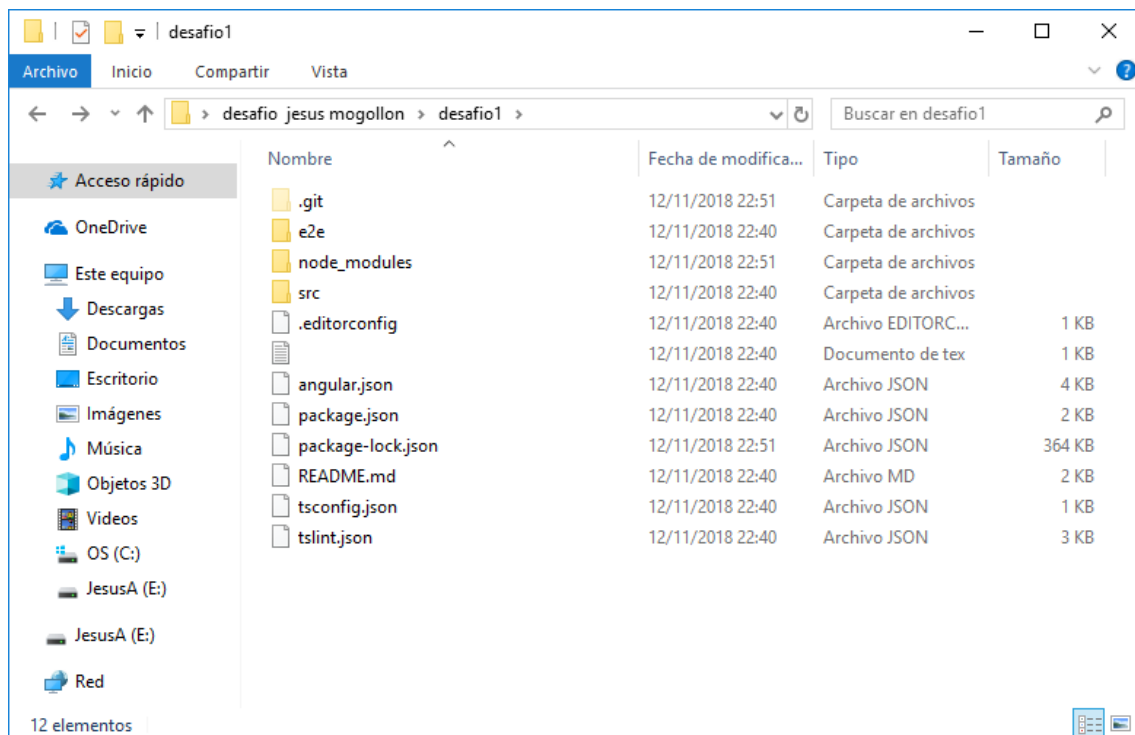 desafio1
Archivo Inicio Compartir Vista
desafio jesus mogollon > desafio1 >
Buscar en desafio1
Nombre Fecha de modifica... Tipo Tamaño
Acceso rápido
OneDrive
Este equipo
Descargas
Documentos
Escritorio
Imágenes
Música
Objetos 3D
Videos
OS (C:)
JesusA (E:)
JesusA (E:)
Red
.git 12/11/2018 22:51 Carpeta de archivos
e2e 12/11/2018 22:40 Carpeta de archivos
node_modules 12/11/2018 22:51 Carpeta de archivos
src 12/11/2018 22:40 Carpeta de archivos
.editorconfig 12/11/2018 22:40 Archivo EDITORC... 1 KB
12/11/2018 22:40 Documento de tex 1 KB
angular.json 12/11/2018 22:40 Archivo JSON 4 KB
package.json 12/11/2018 22:40 Archivo JSON 2 KB
package-lock.json 12/11/2018 22:51 Archivo JSON 364 KB
README.md 12/11/2018 22:40 Archivo MD 2 KB
tsconfig.json 12/11/2018 22:40 Archivo JSON 1 KB
tslint.json 12/11/2018 22:40 Archivo JSON 3 KB
12 elementos